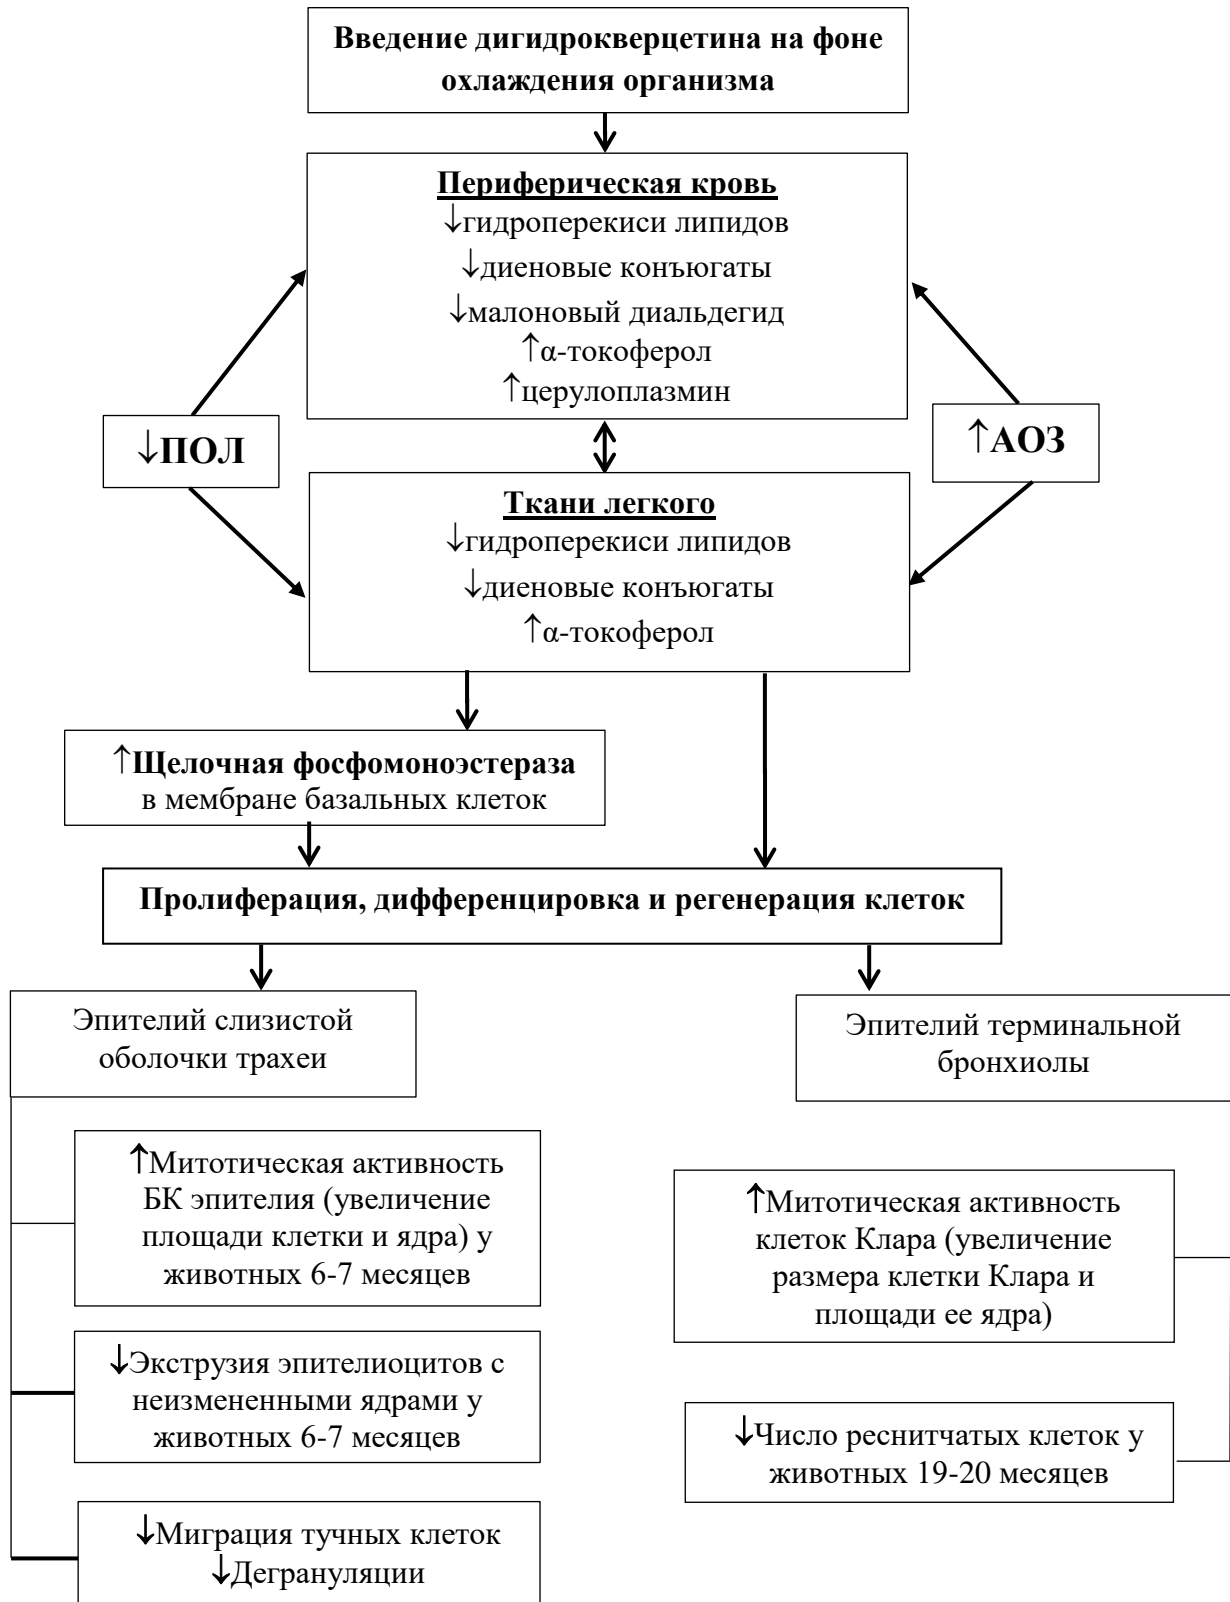 Введение дигидрокверцетина на фоне
охлаждения организма
Периферическая кровь
↓гидроперекиси липидов
↓диеновые конъюгаты
↓малоновый диальдегид
↑α-токоферол
↑церулоплазмин
↓ПОЛ
↑АОЗ
Ткани легкого
↓гидроперекиси липидов
↓диеновые конъюгаты
↑α-токоферол
↑Щелочная фосфомоноэстераза
в мембране базальных клеток
Пролиферация, дифференцировка и регенерация клеток
Эпителий слизистой
оболочки трахеи
↑Митотическая активность
БК эпителия (увеличение
площади клетки и ядра) у
животных 6-7 месяцев
↓Экструзия эпителиоцитов с
неизмененными ядрами у
животных 6-7 месяцев
↓Миграция тучных клеток
↓Дегрануляции
Эпителий терминальной
бронхиолы
↑Митотическая активность
клеток Клара (увеличение
размера клетки Клара и
площади ее ядра)
↓Число реснитчатых клеток у
животных 19-20 месяцев